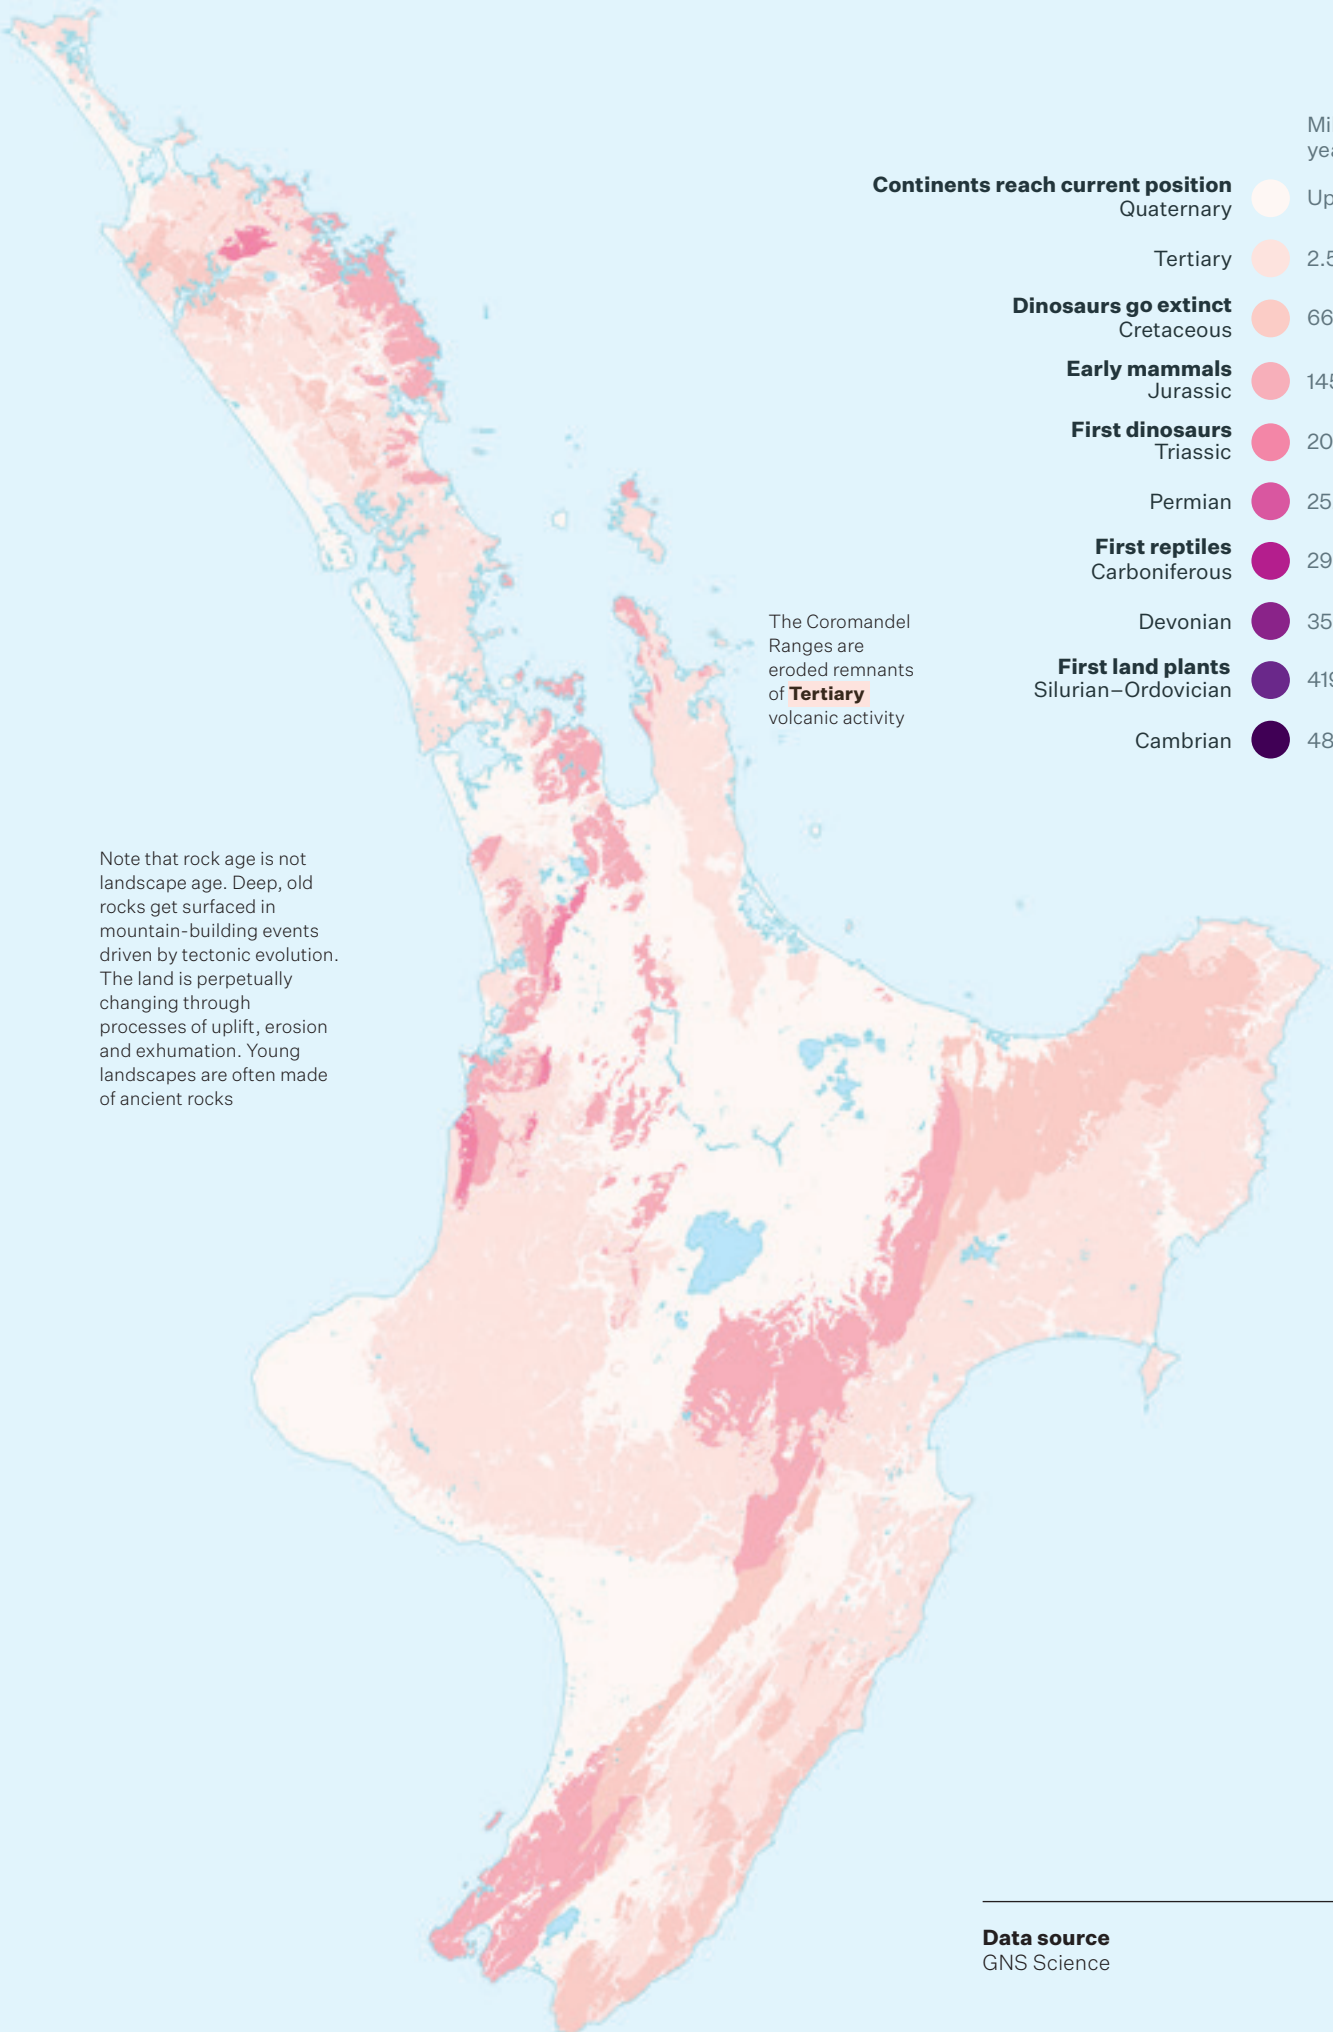 Mi
yea
Continents reach current position
Quaternary
Up
Tertiary
2.5
Dinosaurs go extinct
Cretaceous
66
Early mammals
Jurassic
145
First dinosaurs
Triassic
20
Permian
25
First reptiles
Carboniferous
29
Devonian
35
First land plants
Silurian–Ordovician
419
Cambrian
48
The Coromandel
Ranges are
eroded remnants
of Tertiary
volcanic activity
Note that rock age is not
landscape age. Deep, old
rocks get surfaced in
mountain-building events
driven by tectonic evolution.
The land is perpetually
changing through
processes of uplift, erosion
and exhumation. Young
landscapes are often made
of ancient rocks
Data source
GNS Science